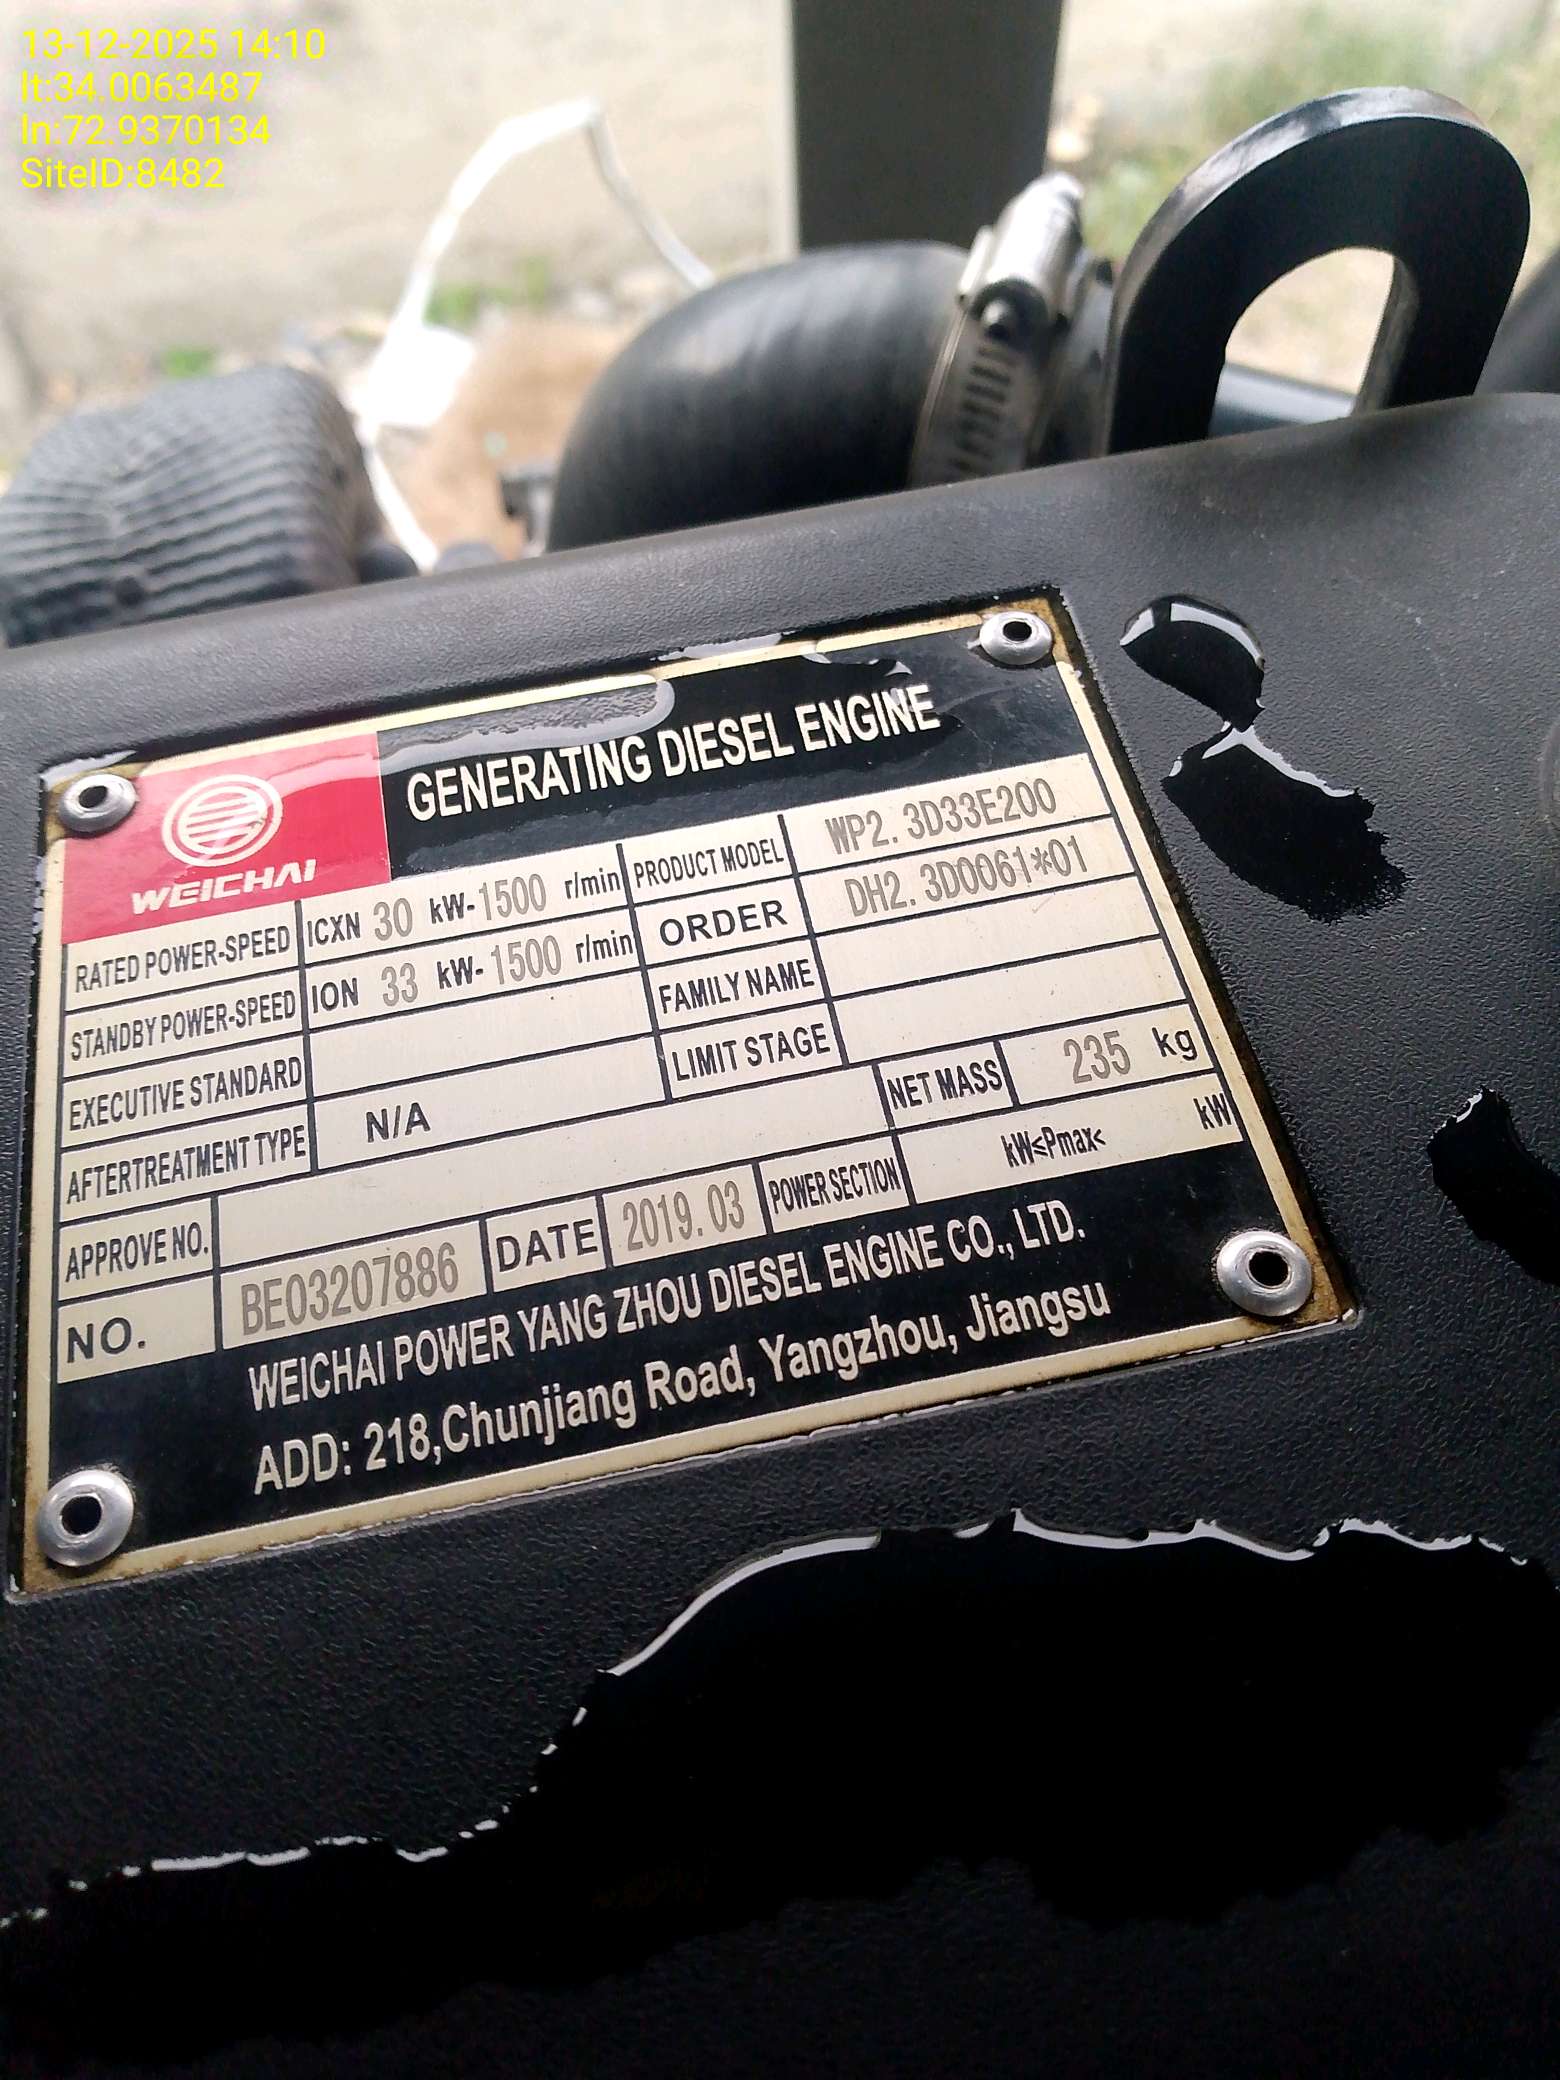 13-12-2025 14:10
lt:34.0063487
ln:72.9370134
SiteID:8482
WEICHAI
GENERATING DIESEL ENGINE
RATED POWER-SPEED ICXN 30 kW-1500 r/min PRODUCT MODEL WP2.3D33E200
STANDBY POWER-SPEED ION 33 kW-1500 r/min ORDER DH2.3D0061*01
EXECUTIVE STANDARD FAMILY NAME
AFTERTREATMENT TYPE N/A LIMIT STAGE
APPROVE NO. NET MASS 235 kg
NO. BE03207886 DATE 2019.03 POWER SECTION kW≤Pmax< kW
WEICHAI POWER YANG ZHOU DIESEL ENGINE CO., LTD.
ADD: 218,Chunjiang Road, Yangzhou, Jiangsu